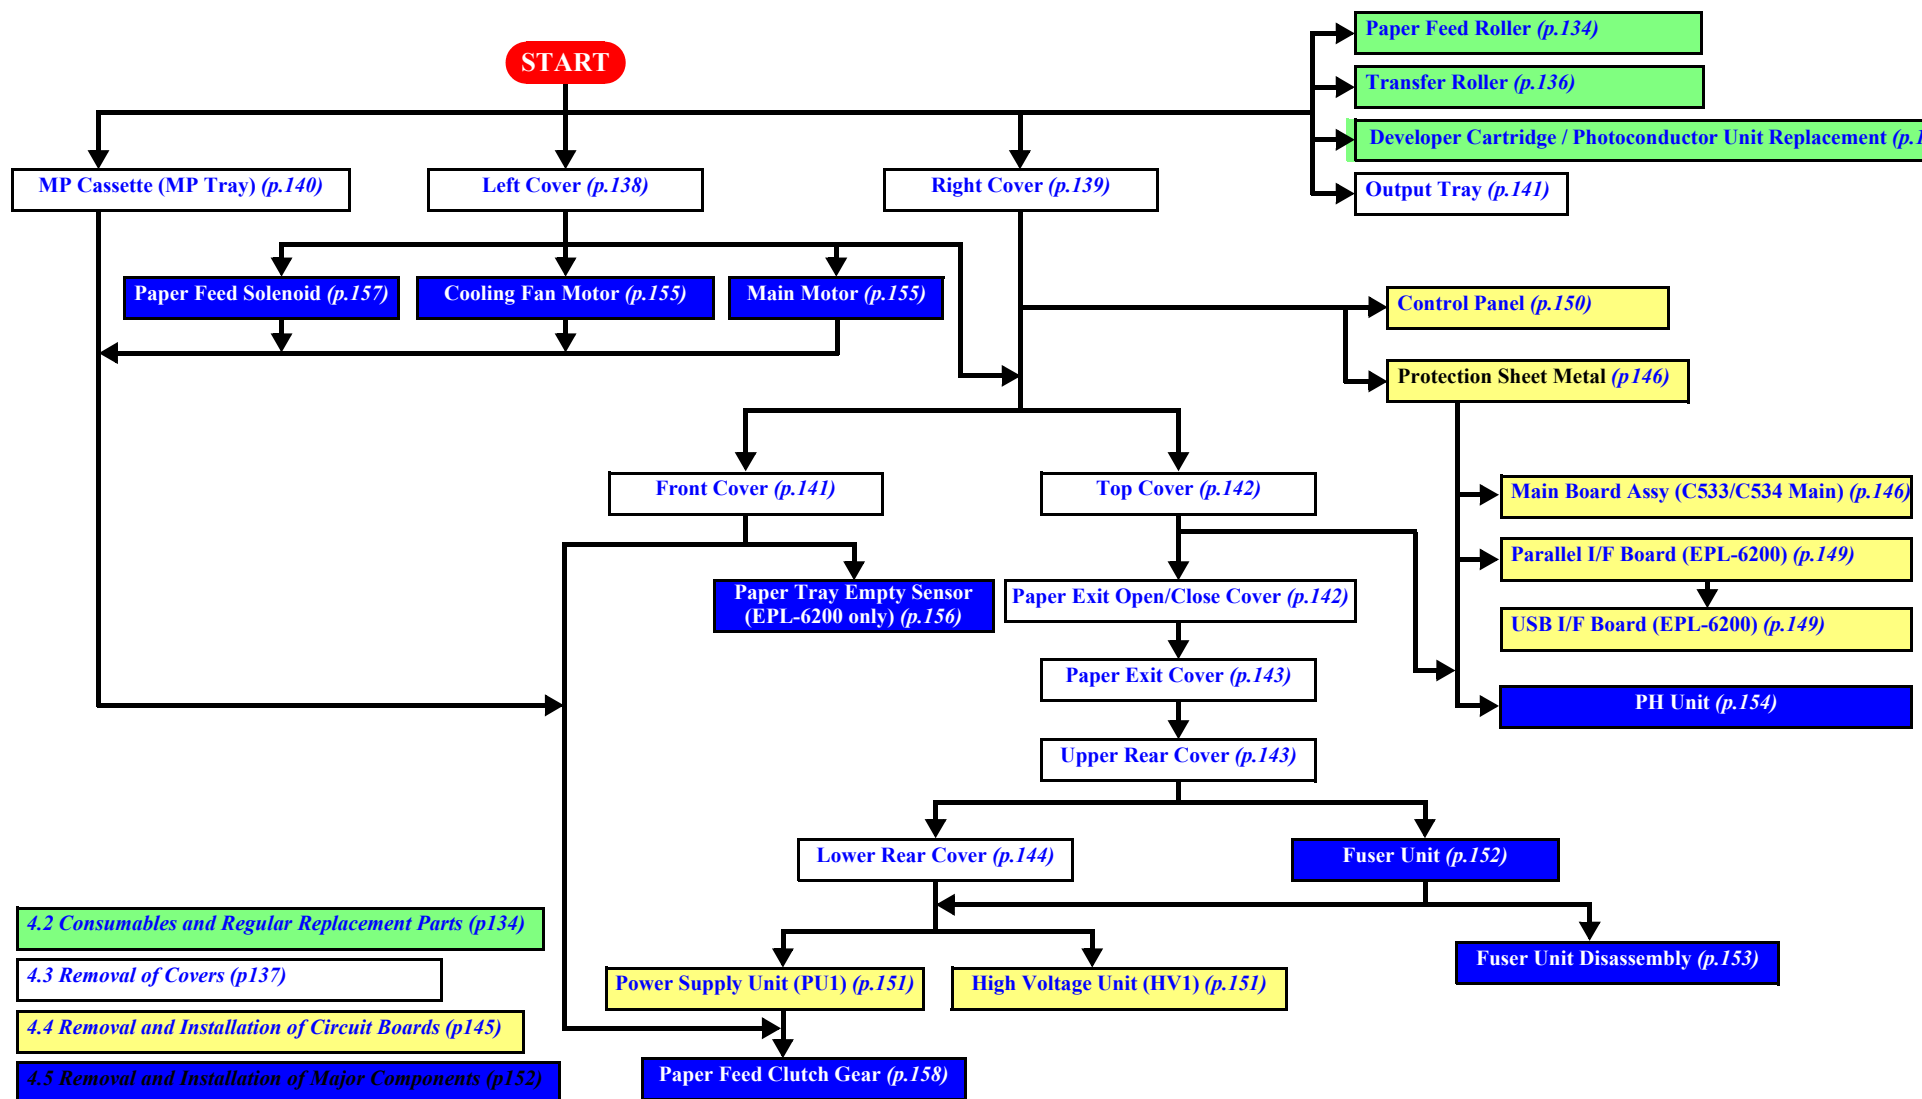 START
Paper Feed Roller (p.134)
Transfer Roller (p.136)
Developer Cartridge / Photoconductor Unit Replacement (p.1
Output Tray (p.141)
MP Cassette (MP Tray) (p.140)
Left Cover (p.138)
Right Cover (p.139)
Paper Feed Solenoid (p.157)
Cooling Fan Motor (p.155)
Main Motor (p.155)
Control Panel (p.150)
Protection Sheet Metal (p146)
Front Cover (p.141)
Top Cover (p.142)
Main Board Assy (C533/C534 Main) (p.146)
Parallel I/F Board (EPL-6200) (p.149)
USB I/F Board (EPL-6200) (p.149)
Paper Tray Empty Sensor
(EPL-6200 only) (p.156)
Paper Exit Open/Close Cover (p.142)
Paper Exit Cover (p.143)
PH Unit (p.154)
Upper Rear Cover (p.143)
Lower Rear Cover (p.144)
Fuser Unit (p.152)
Fuser Unit Disassembly (p.153)
Power Supply Unit (PU1) (p.151)
High Voltage Unit (HV1) (p.151)
Paper Feed Clutch Gear (p.158)
4.2 Consumables and Regular Replacement Parts (p134)
4.3 Removal of Covers (p137)
4.4 Removal and Installation of Circuit Boards (p145)
4.5 Removal and Installation of Major Components (p152)